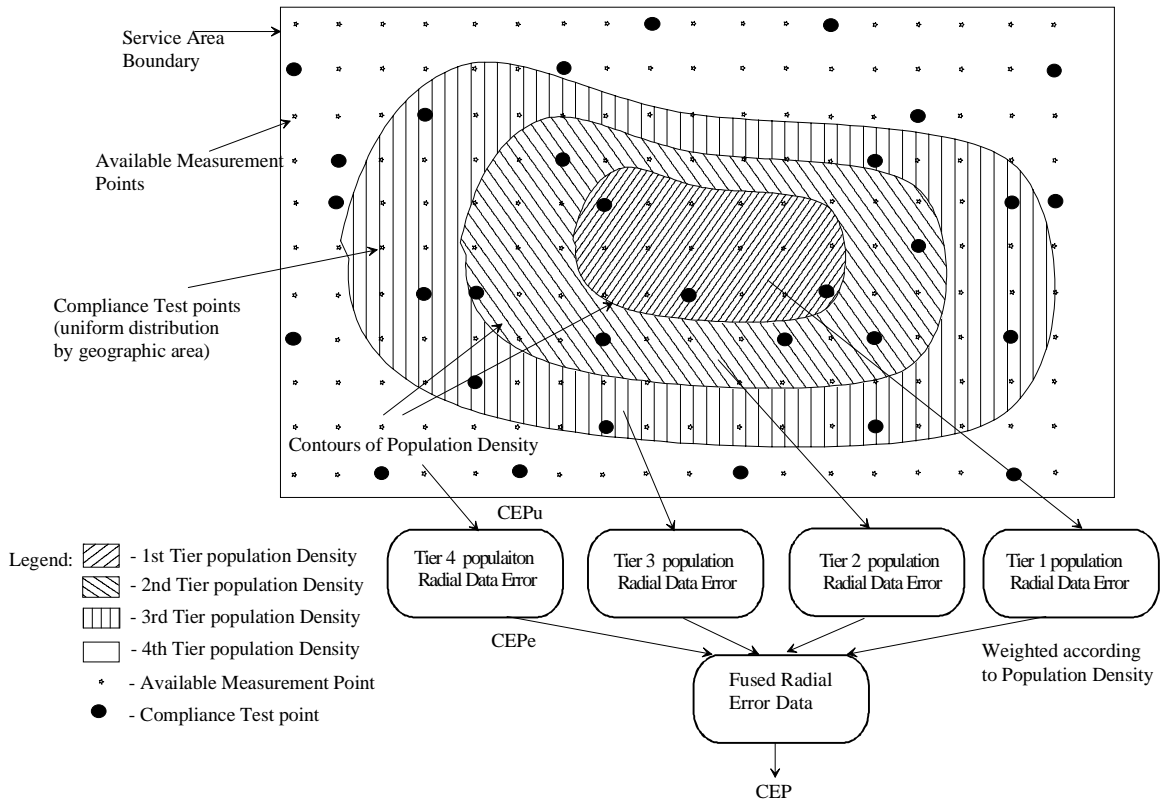 Service Area
Boundary
Available Measurement
Points
Compliance Test points
(uniform distribution
by geographic area)
Contours of Population Density
CEPu
Legend:
- 1st Tier population Density
- 2nd Tier population Density
- 3rd Tier population Density
- 4th Tier population Density
- Available Measurement Point
- Compliance Test point
Tier 4 populaiton
Radial Data Error
Tier 3 population
Radial Data Error
Tier 2 population
Radial Data Error
Tier 1 population
Radial Data Error
CEPe
Weighted according
to Population Density
Fused Radial
Error Data
CEP